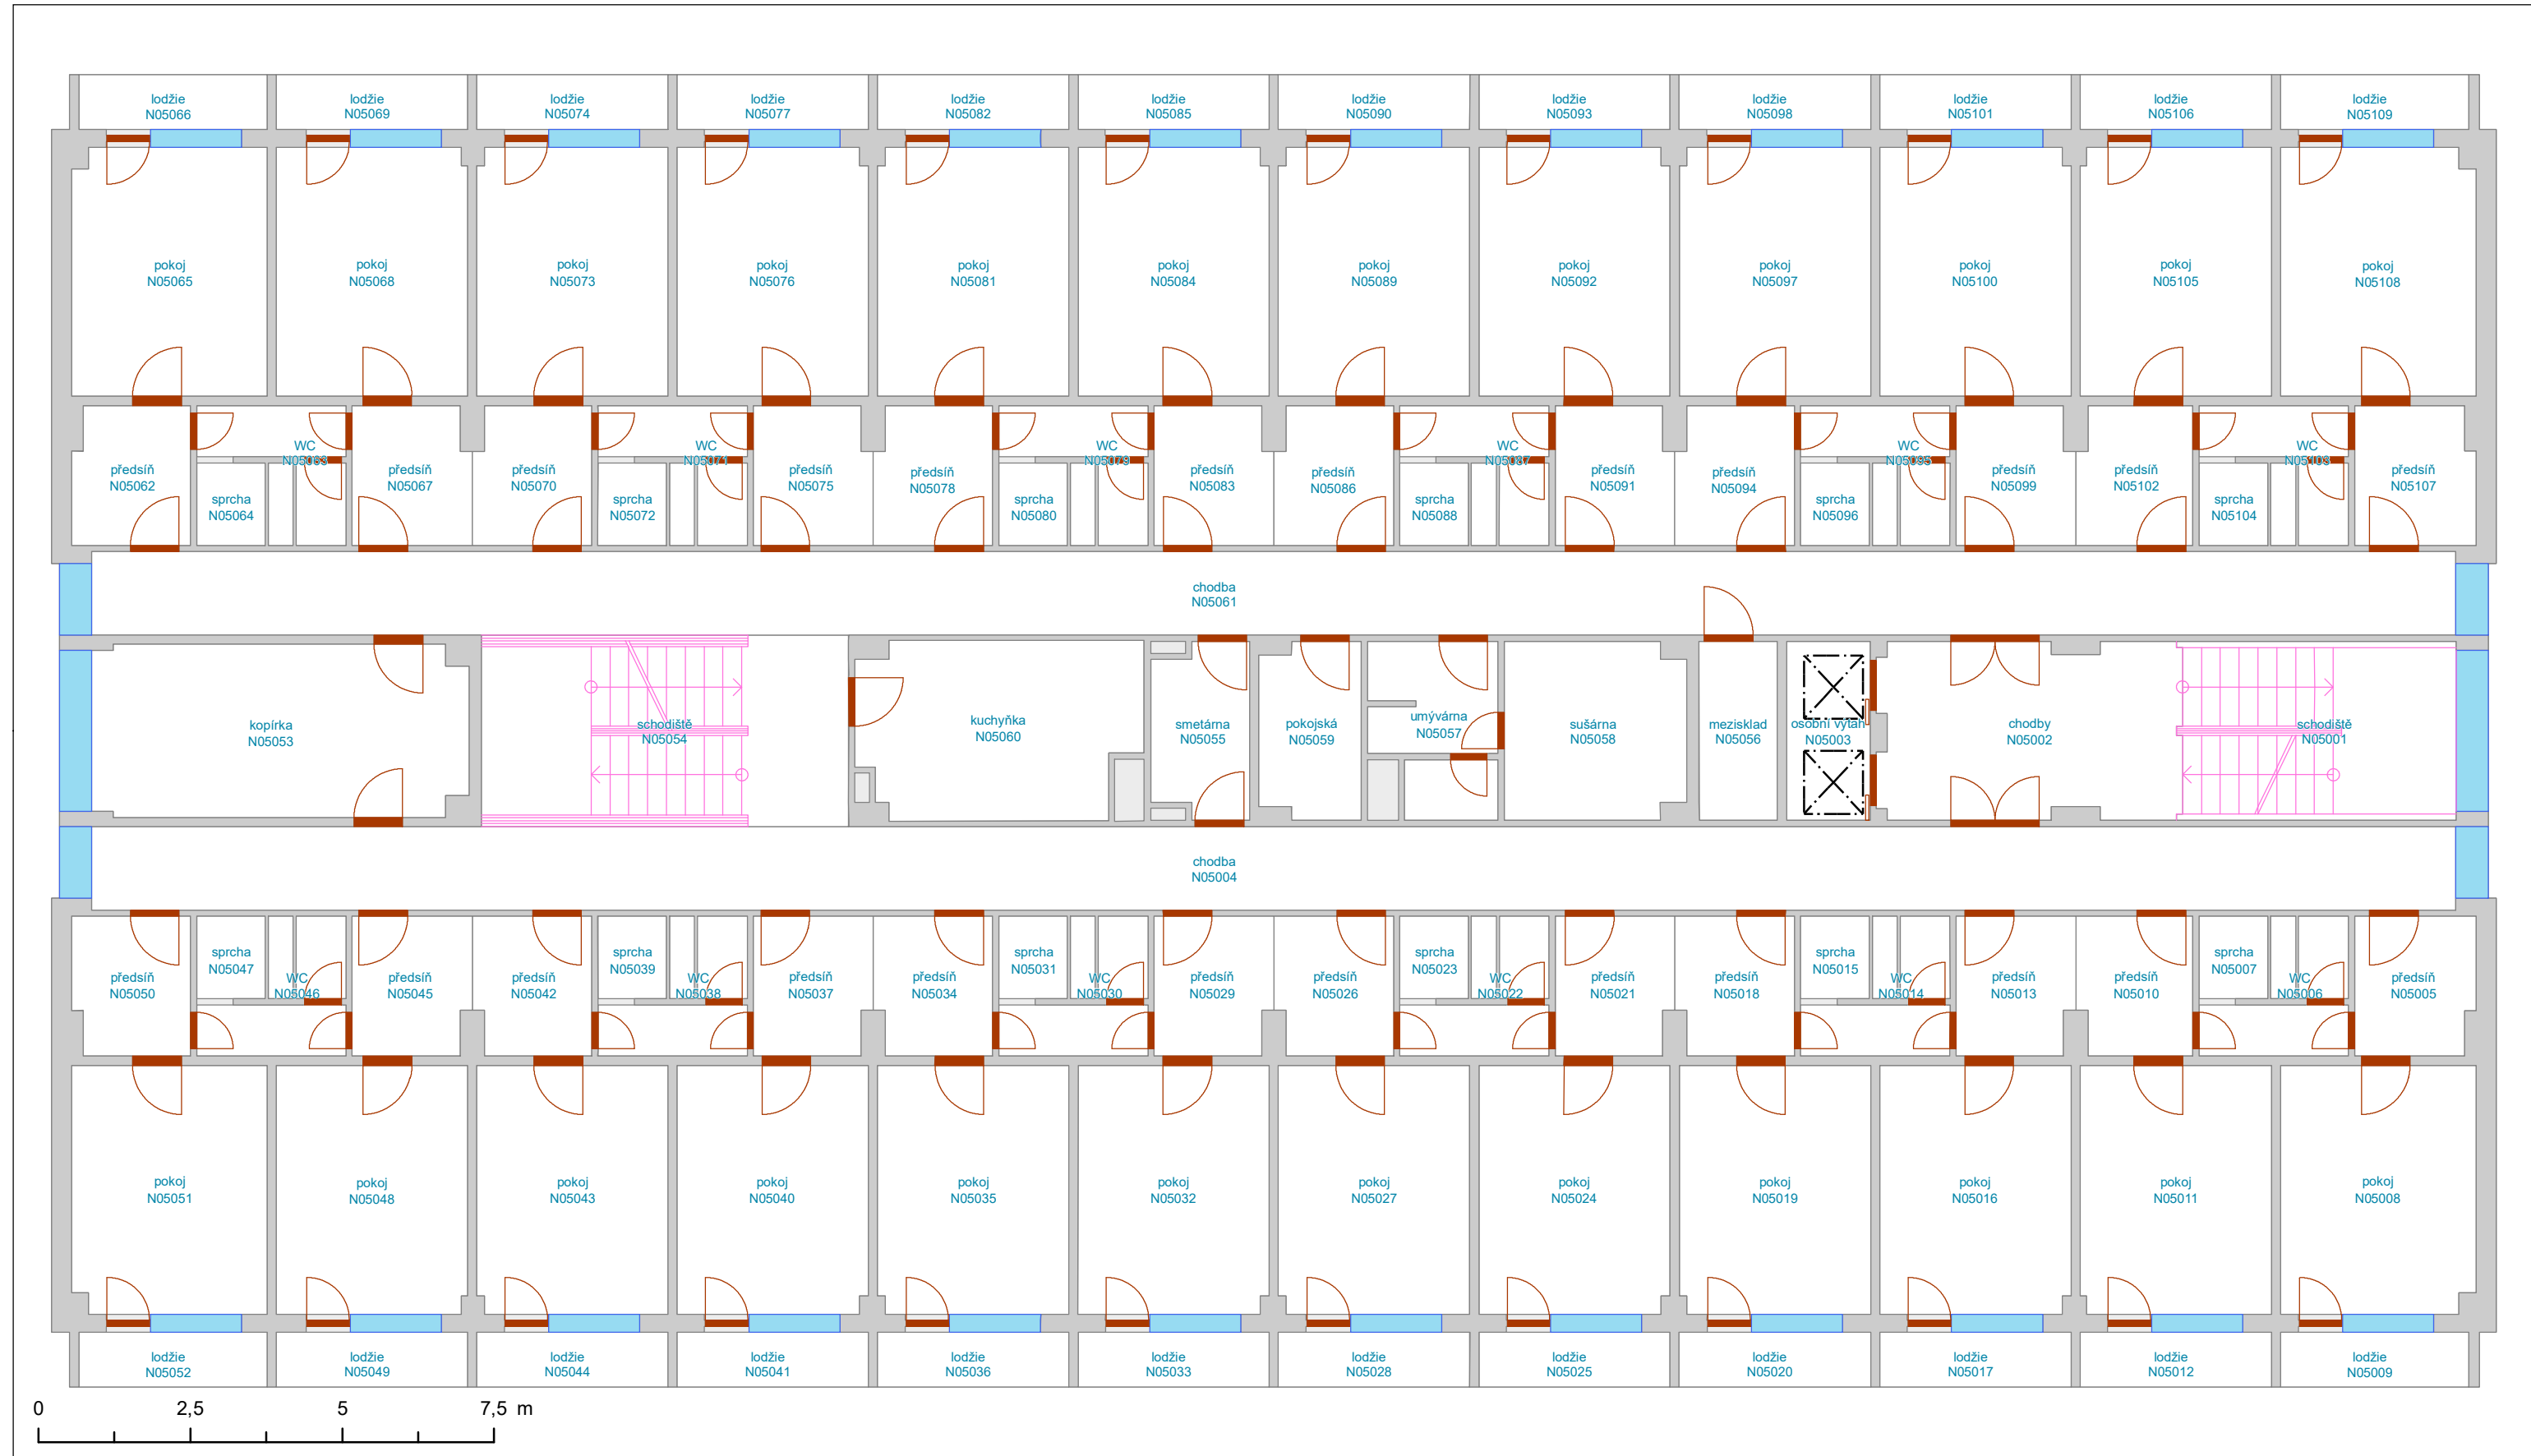 lodžie
N05066
lodžie
N05069
lodžie
N05074
lodžie
N05077
lodžie
N05082
lodžie
N05085
lodžie
N05090
lodžie
N05093
lodžie
N05098
lodžie
N05101
lodžie
N05106
lodžie
N05109
pokoj
N05065
pokoj
N05068
pokoj
N05073
pokoj
N05076
pokoj
N05081
pokoj
N05084
pokoj
N05089
pokoj
N05092
pokoj
N05097
pokoj
N05100
pokoj
N05105
pokoj
N05108
předsíň
N05062
sprcha
N05064
WC
N05063
předsíň
N05067
předsíň
N05070
sprcha
N05072
WC
N05071
předsíň
N05075
předsíň
N05078
sprcha
N05080
WC
N05079
předsíň
N05083
předsíň
N05086
sprcha
N05088
WC
N05087
předsíň
N05091
předsíň
N05094
sprcha
N05096
WC
N05095
předsíň
N05099
předsíň
N05102
sprcha
N05104
WC
N05103
předsíň
N05107
chodba
N05061
kopírka
N05053
schodiště
N05054
kuchyňka
N05060
smetárna
N05055
pokojská
N05059
umývárna
N05057
sušárna
N05058
mezisklad
N05056
osobní výtah
N05003
chodby
N05002
schodiště
N05001
chodba
N05004
předsíň
N05050
sprcha
N05047
WC
N05046
předsíň
N05045
předsíň
N05042
sprcha
N05039
WC
N05038
předsíň
N05037
předsíň
N05034
sprcha
N05031
WC
N05030
předsíň
N05029
předsíň
N05026
sprcha
N05023
WC
N05022
předsíň
N05021
předsíň
N05018
sprcha
N05015
WC
N05014
předsíň
N05013
předsíň
N05010
sprcha
N05007
WC
N05006
předsíň
N05005
pokoj
N05051
pokoj
N05048
pokoj
N05043
pokoj
N05040
pokoj
N05035
pokoj
N05032
pokoj
N05027
pokoj
N05024
pokoj
N05019
pokoj
N05016
pokoj
N05011
pokoj
N05008
lodžie
N05052
lodžie
N05049
lodžie
N05044
lodžie
N05041
lodžie
N05036
lodžie
N05033
lodžie
N05028
lodžie
N05025
lodžie
N05020
lodžie
N05017
lodžie
N05012
lodžie
N05009
0 2,5 5 7,5 m